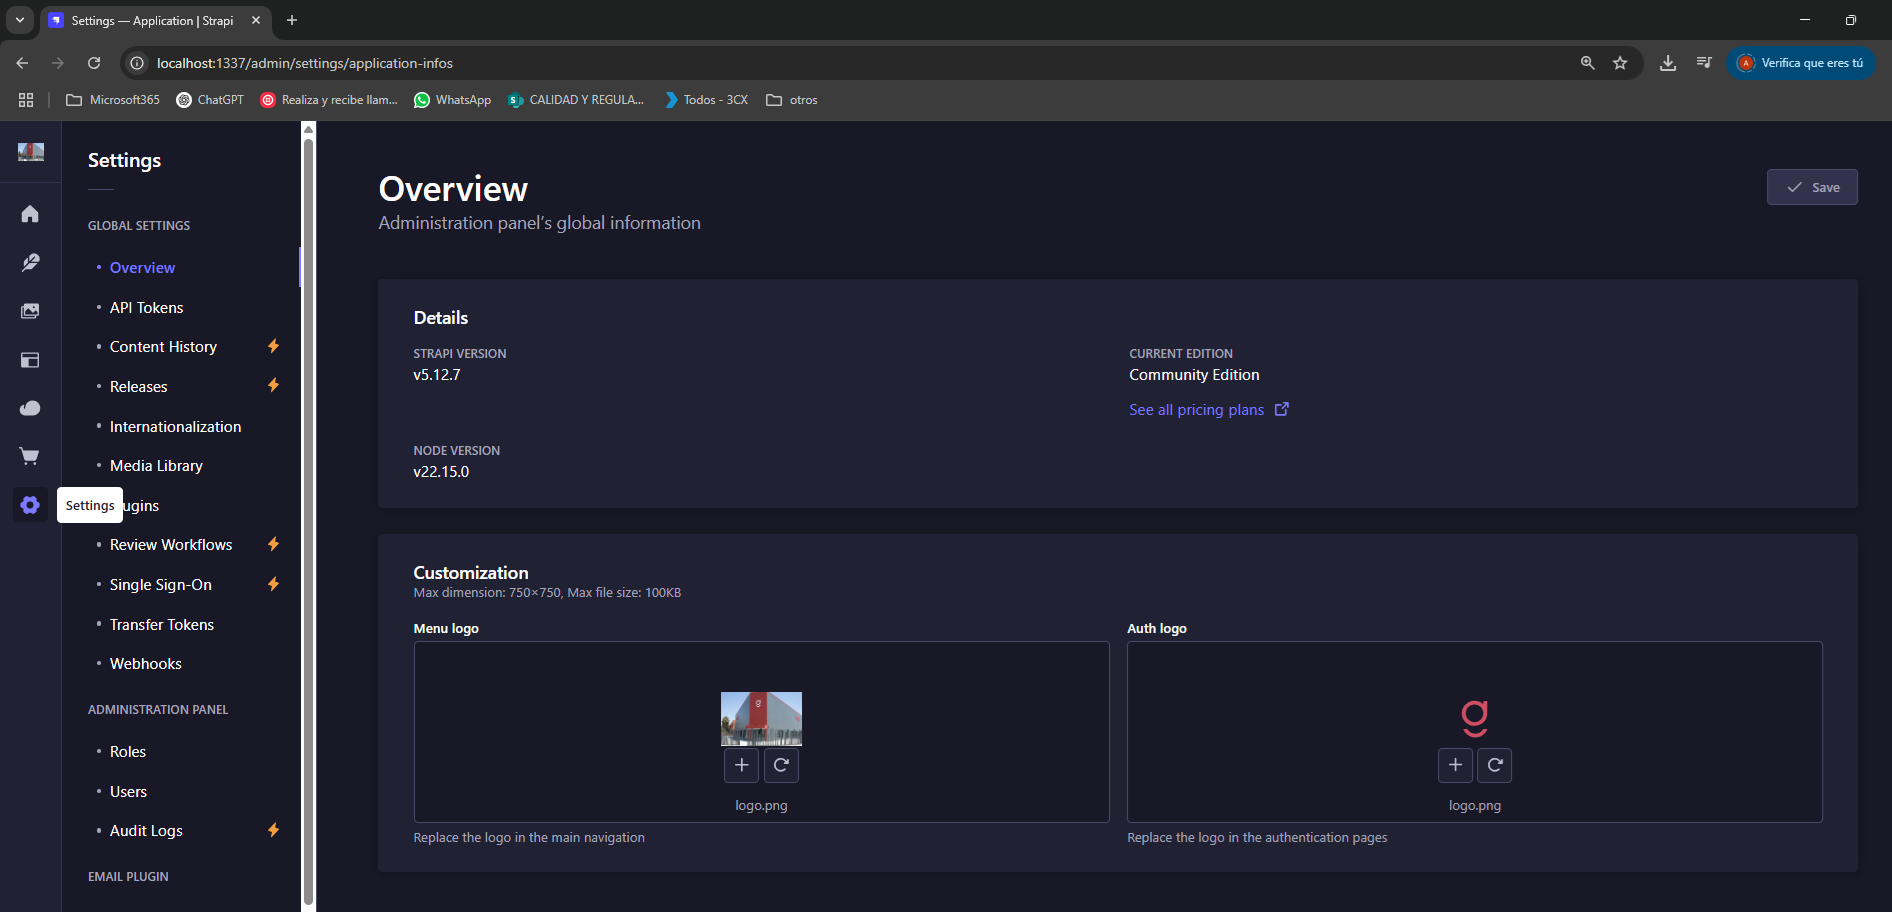 Settings — Application | Strapi
localhost:1337/admin/settings/application-infos
Verifica que eres tú
A
Microsoft365
ChatGPT
Realiza y recibe llam...
WhatsApp
CALIDAD Y REGULA...
Todos - 3CX
otros
Settings
GLOBAL SETTINGS
Overview
API Tokens
Content History
Releases
Internationalization
Media Library
Settings
ugins
Review Workflows
Single Sign-On
Transfer Tokens
Webhooks
ADMINISTRATION PANEL
Roles
Users
Audit Logs
EMAIL PLUGIN
Overview
Administration panel’s global information
Save
Details
STRAPI VERSION
v5.12.7
CURRENT EDITION
Community Edition
See all pricing plans
NODE VERSION
v22.15.0
Customization
Max dimension: 750×750, Max file size: 100KB
Menu logo
g
logo.png
Replace the logo in the main navigation
Auth logo
g
logo.png
Replace the logo in the authentication pages